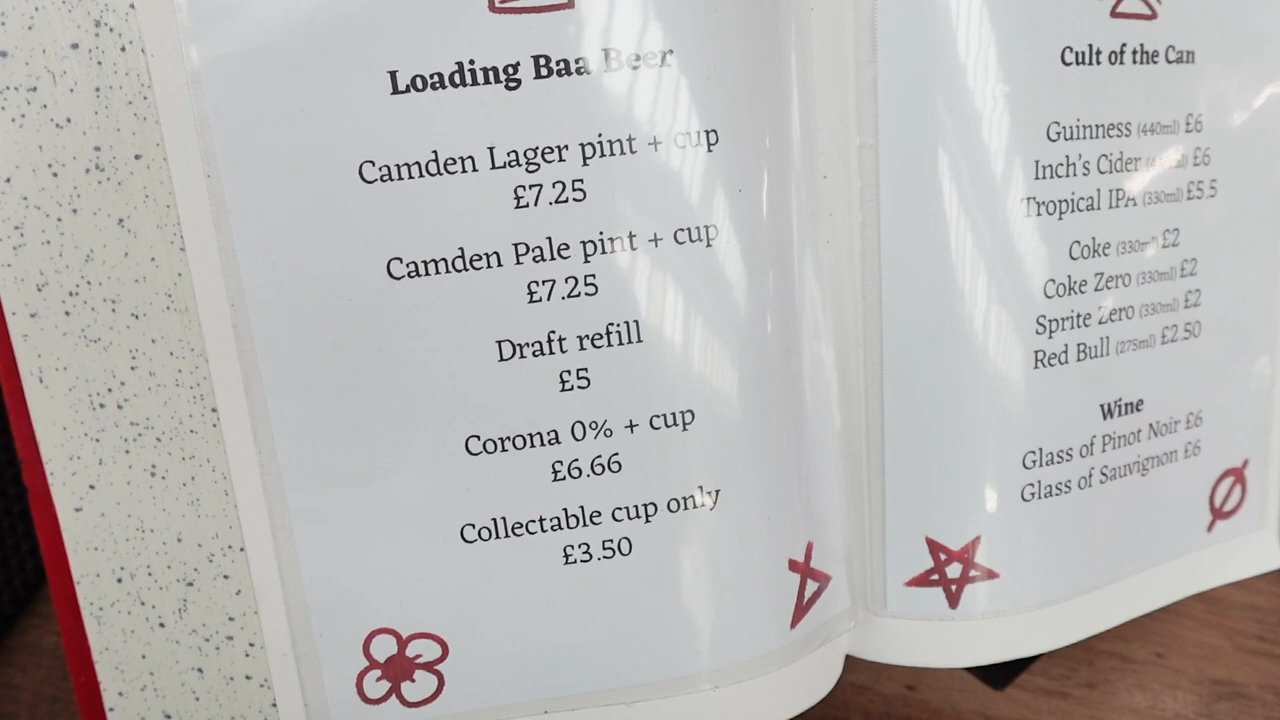 Loading Baa Beer
Camden Lager pint + cup
£7.25
Camden Pale pint + cup
£7.25
Draft refill
£5
Corona 0% + cup
£6.66
Collectable cup only
£3.50
Cult of the Can
Guinness (440ml) £6
Inch's Cider £6
Tropical IPA (330ml) £5.5
Coke (330ml) £2
Coke Zero (330ml) £2
Sprite Zero (330ml) £2
Red Bull (275ml) £2.50
Wine
Glass of Pinot Noir £6
Glass of Sauvignon £6